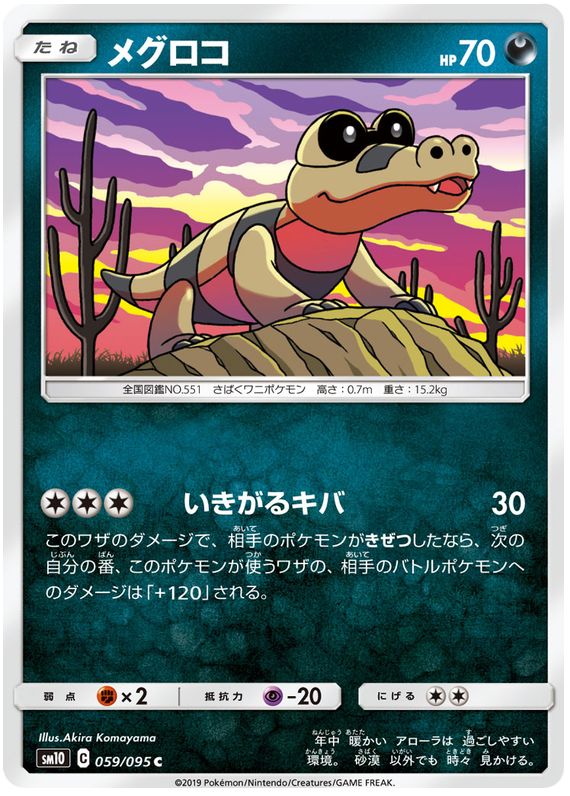 たね メグロコ HP70
全国図鑑NO.551 さばくワニポケモン 高さ:0.7m 重さ:15.2kg
いきがるキバ 30
このワザのダメージで、相手のポケモンがきぜつしたなら、次の
自分の番、このポケモンが使うワザの、相手のバトルポケモンへ
のダメージは「+120」される。
弱点 ×2 抵抗力 -20 にげる
Illus.Akira Komayama
年中 暖かい アローラは 過ごしやすい
環境。砂漠 以外でも 時々 見かける。
sm10 C 059/095 C
©2019 Pokémon/Nintendo/Creatures/GAME FREAK.